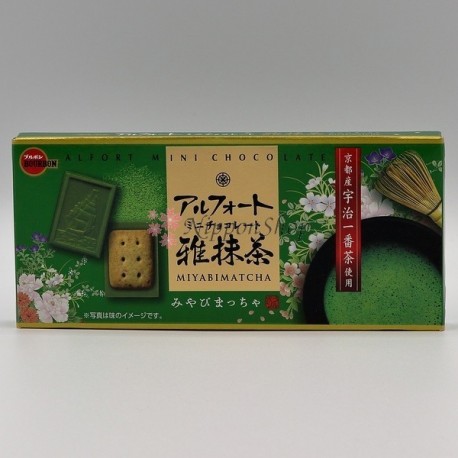 ブルボン
BOURBON
ALFORT MINI CHOCOLATE
アルフォート
ミニチョコレート
雅抹茶
MIYABIMATCHA
みやびまっちゃ
京都産
宇治一番茶
使用
※写真は味のイメージです。